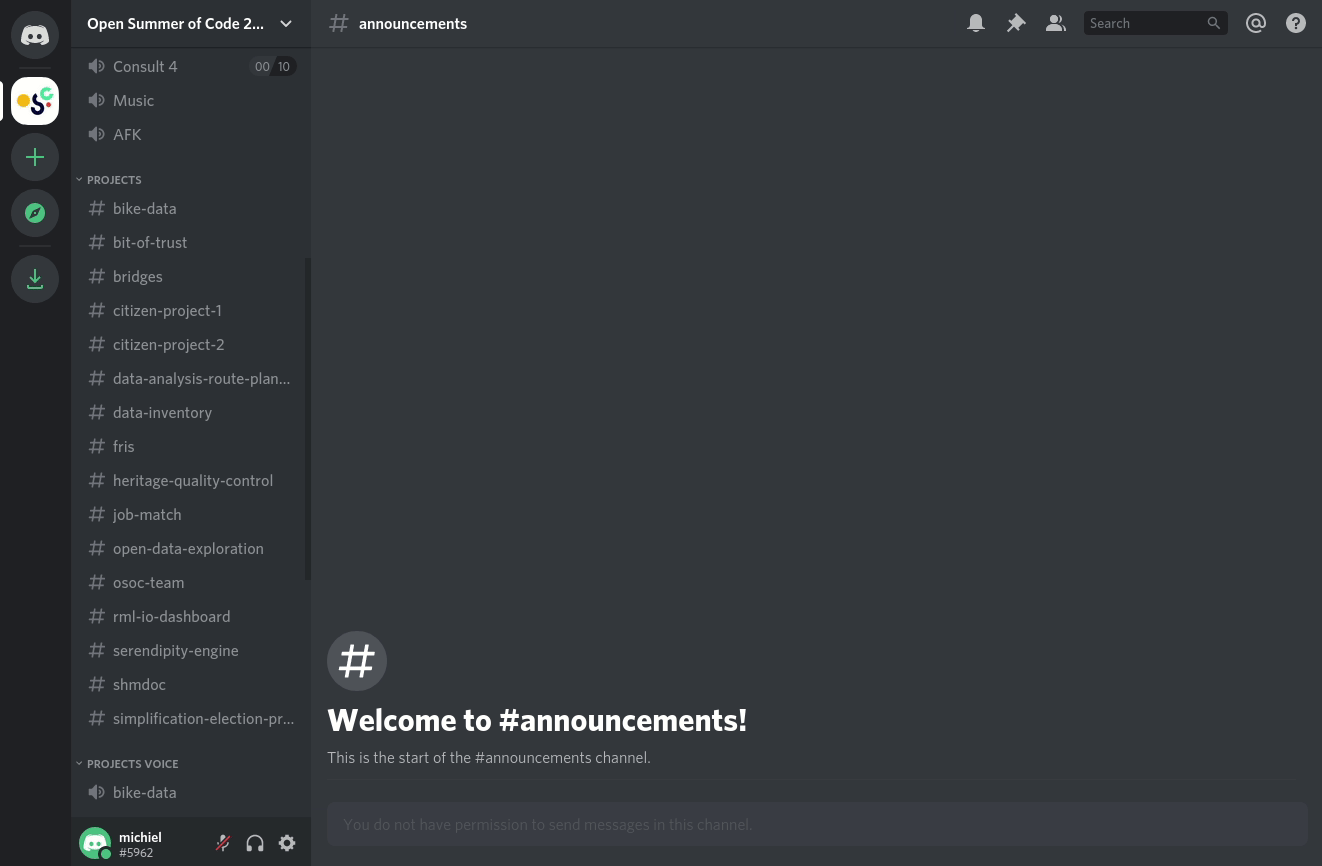 Open Summer of Code 2...
announcements
Search
Consult 4
00 10
Music
AFK
PROJECTS
bike-data
bit-of-trust
bridges
citizen-project-1
citizen-project-2
data-analysis-route-plan...
data-inventory
fris
heritage-quality-control
job-match
open-data-exploration
osoc-team
rml-io-dashboard
serendipity-engine
shmdoc
simplification-election-pr...
PROJECTS VOICE
bike-data
michiel
#5962
Welcome to #announcements!
This is the start of the #announcements channel.
You do not have permission to send messages in this channel.